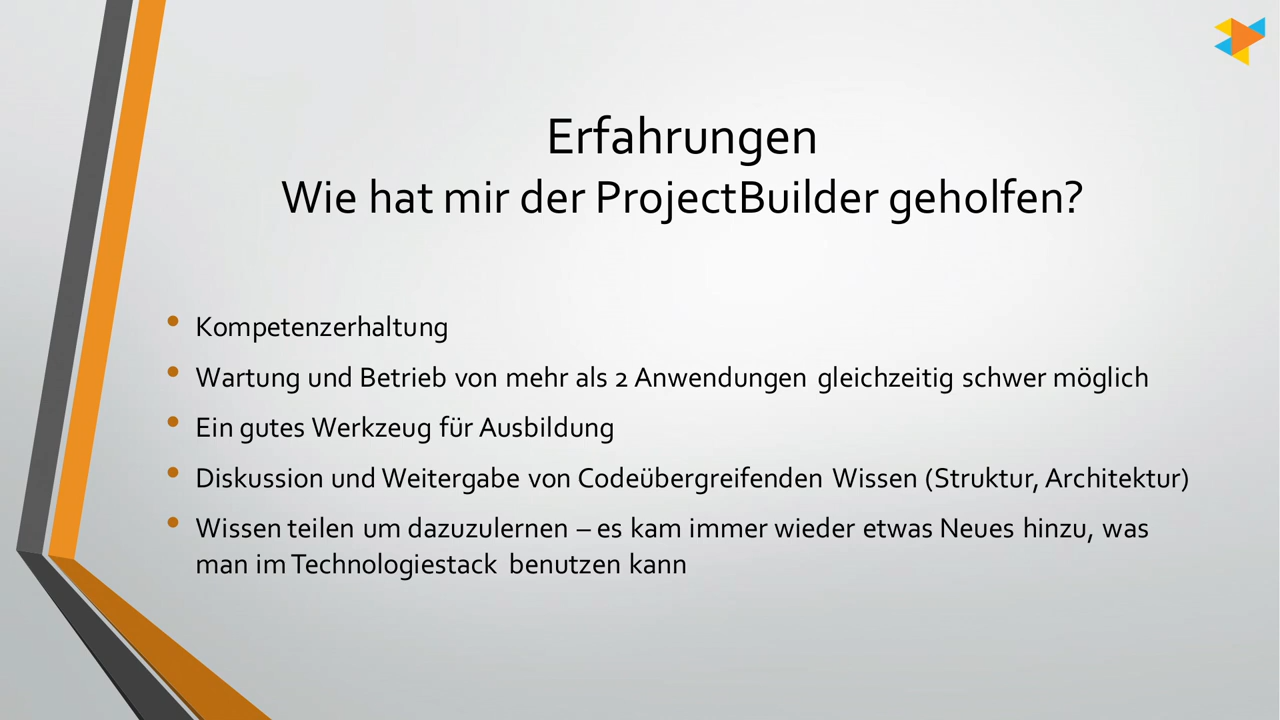 Erfahrungen
Wie hat mir der ProjectBuilder geholfen?
• Kompetenzerhaltung
• Wartung und Betrieb von mehr als 2 Anwendungen gleichzeitig schwer möglich
• Ein gutes Werkzeug für Ausbildung
• Diskussion und Weitergabe von Codeübergreifenden Wissen (Struktur, Architektur)
• Wissen teilen um dazuzulernen – es kam immer wieder etwas Neues hinzu, was
man im Technologiestack benutzen kann